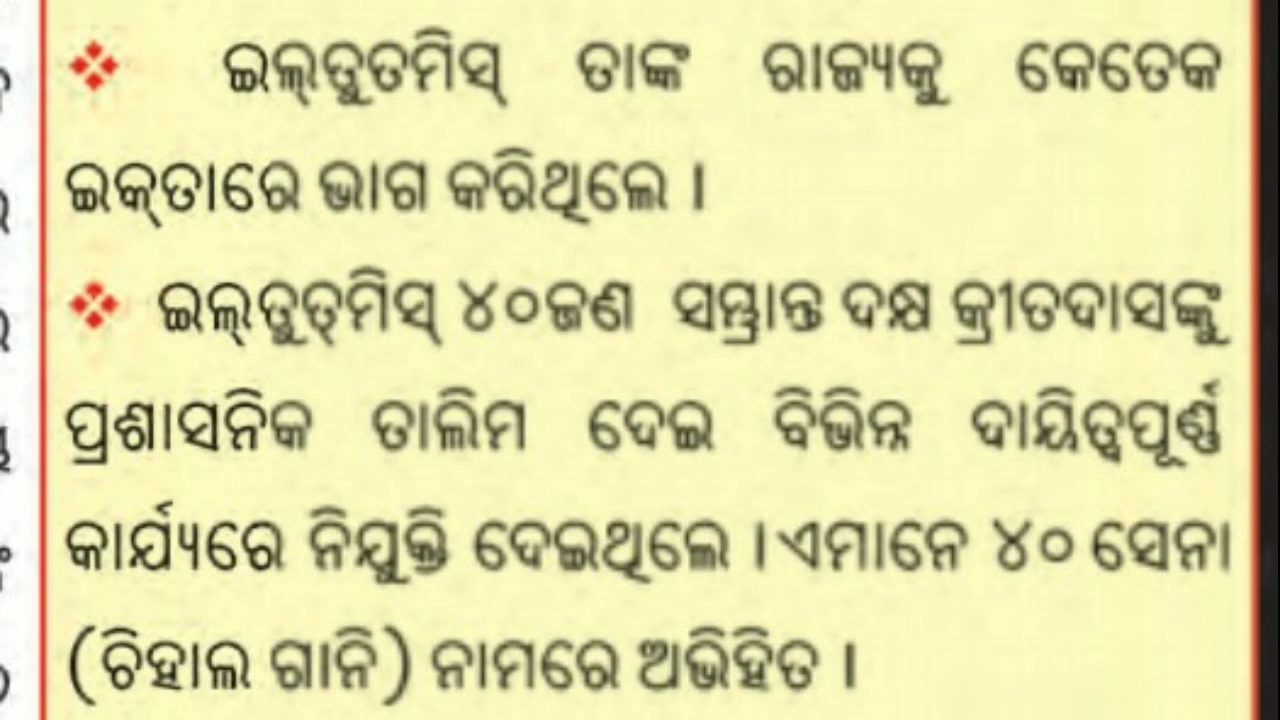 ❖ ଇଲ୍‌ତୁତମିସ୍ ତାଙ୍କ ରାଜ୍ୟକୁ କେତେକ
ଇକ୍‌ତାରେ ଭାଗ କରିଥିଲେ ।
❖ ଇଲ୍‌ତୁତ୍‌ମିସ୍ ୪୦ଜଣ ସମ୍ଭ୍ରାନ୍ତ ଦକ୍ଷ କ୍ରୀତଦାସଙ୍କୁ
ପ୍ରଶାସନିକ ତାଲିମ ଦେଇ ବିଭିନ୍ନ ଦାୟିତ୍ୱପୂର୍ଣ୍ଣ
କାର୍ଯ୍ୟରେ ନିଯୁକ୍ତି ଦେଇଥିଲେ । ଏମାନେ ୪୦ ସେନା
(ଚିହାଲ ଗାନି) ନାମରେ ଅଭିହିତ ।